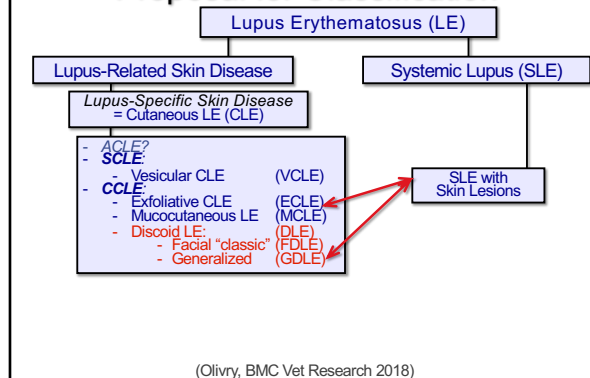 Lupus Erythematosus (LE)
Lupus-Related Skin Disease
Systemic Lupus (SLE)
Lupus-Specific Skin Disease
= Cutaneous LE (CLE)
- ACLE?
- SCLE:
- Vesicular CLE (VCLE)
- CCLE:
- Exfoliative CLE (ECLE)
- Mucocutaneous LE (MCLE)
- Discoid LE: (DLE)
- Facial “classic” (FDLE)
- Generalized (GDLE)
SLE with
Skin Lesions
(Olivry, BMC Vet Research 2018)